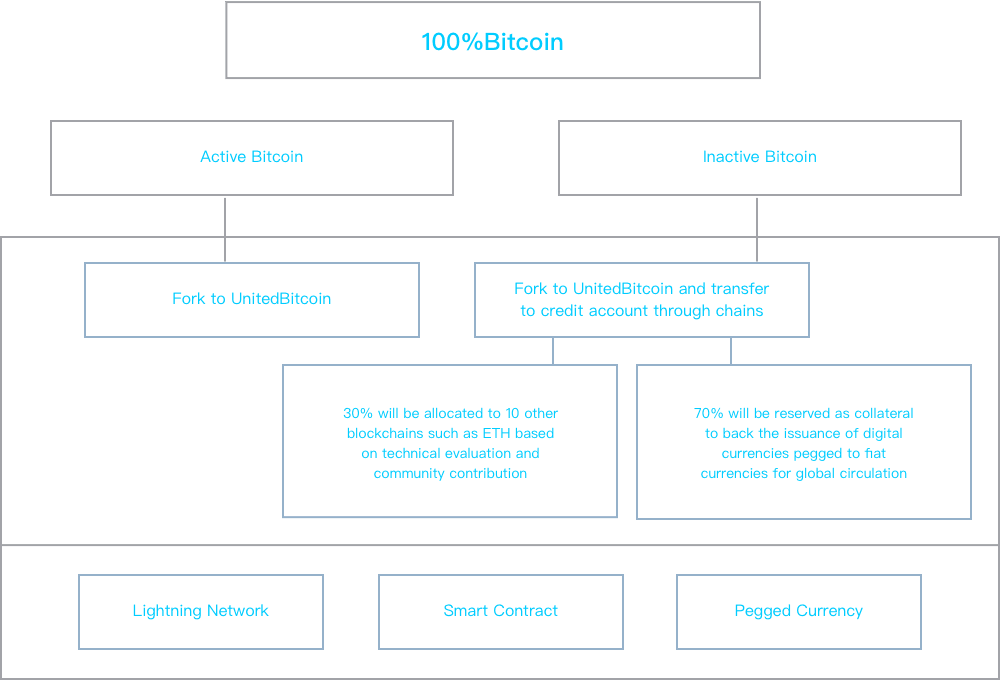 100%Bitcoin
Active Bitcoin
Inactive Bitcoin
Fork to UnitedBitcoin
Fork to UnitedBitcoin and transfer
to credit account through chains
30% will be allocated to 10 other
blockchains such as ETH based
on technical evaluation and
community contribution
70% will be reserved as collateral
to back the issuance of digital
currencies pegged to fiat
currencies for global circulation
Lightning Network
Smart Contract
Pegged Currency